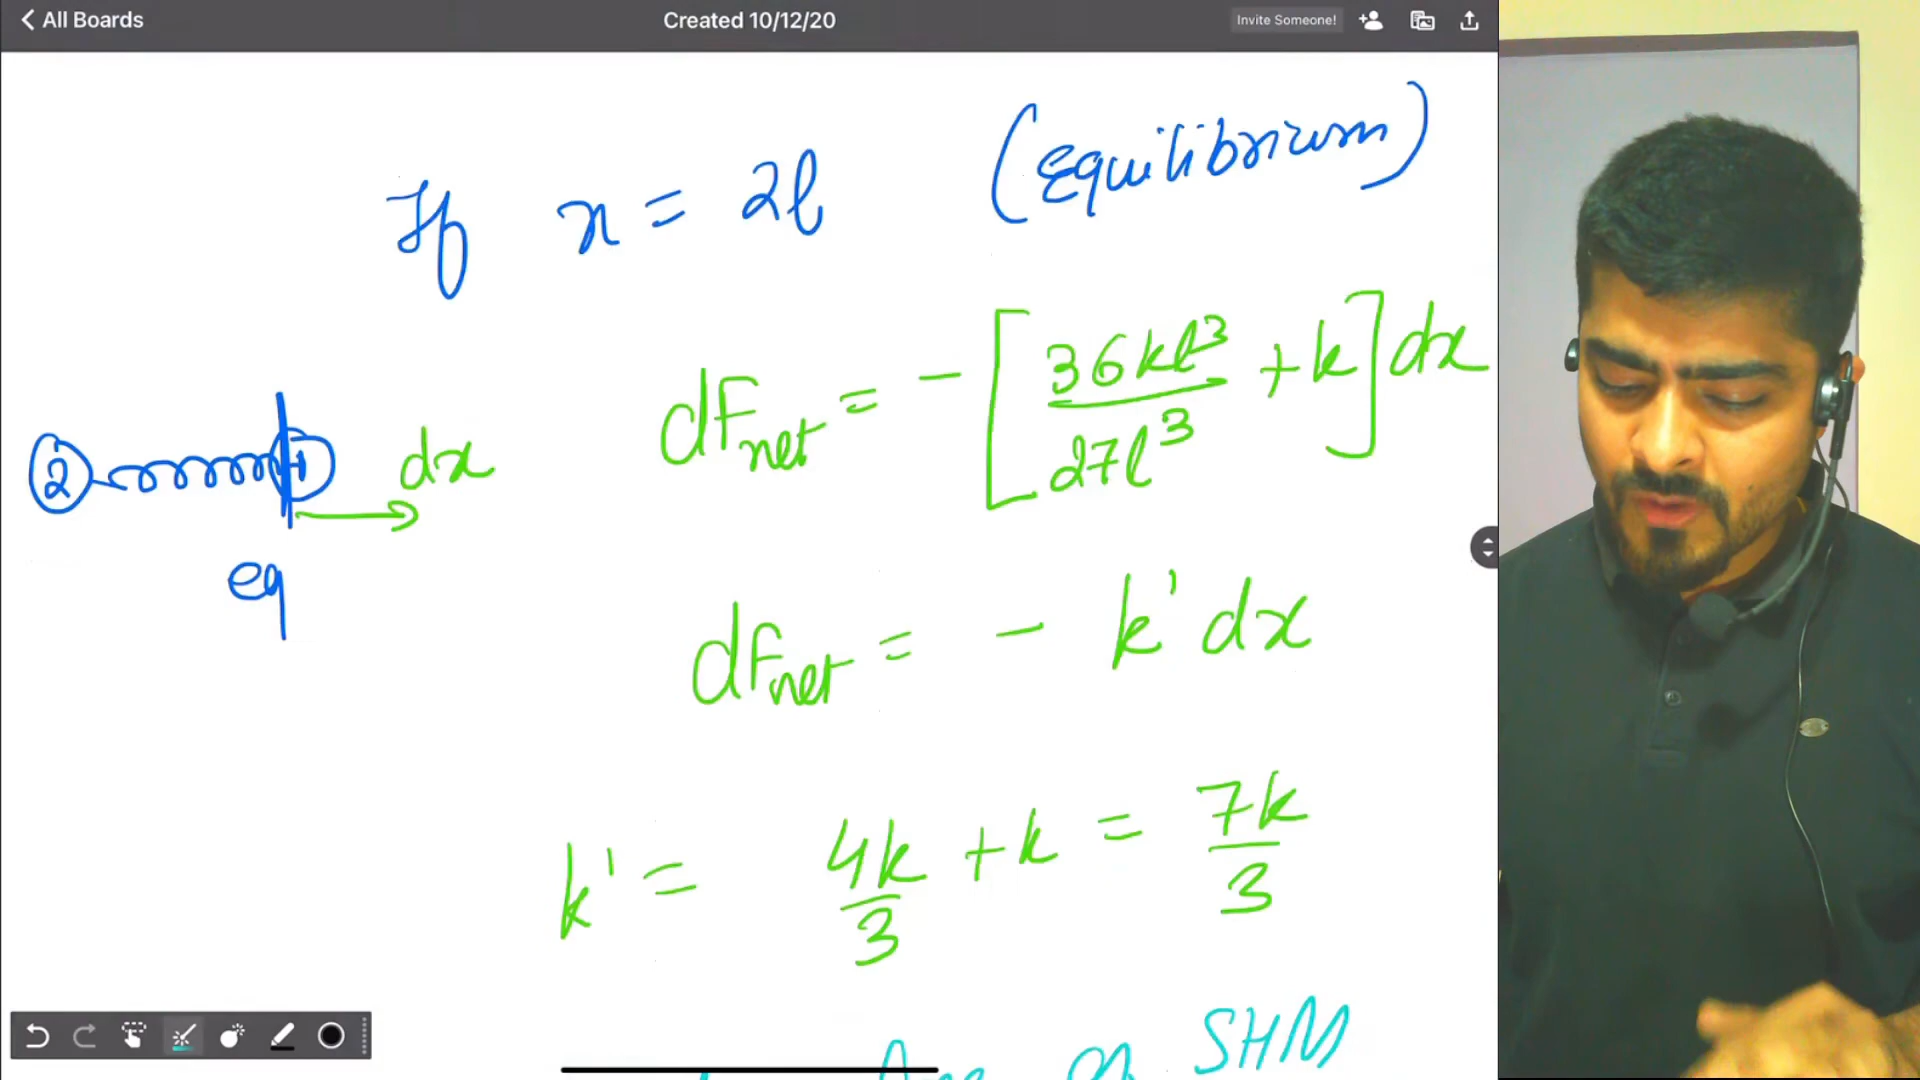 All Boards
Created 10/12/20
Invite Someone!
If x = 2l (Equilibrium)
dFnet = - [36kl³/27l³ + k] dx
2 1 dx
eq
dFnet = - k' dx
k' = 4k/3 + k = 7k/3
of SHM